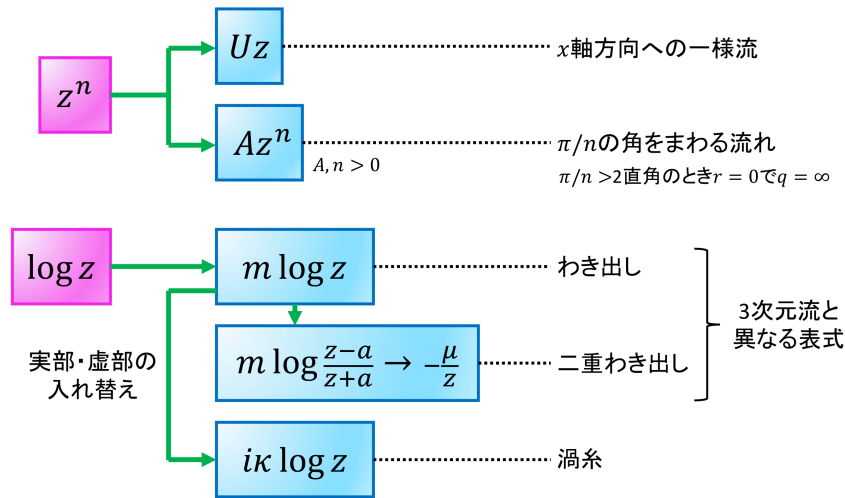 z^n
Uz
x軸方向への一様流
Az^n
A, n > 0
π/nの角をまわる流れ
π/n >2直角のときr = 0でq = ∞
log z
m log z
わき出し
m log (z−a)/(z+a) → −μ/z
二重わき出し
3次元流と
異なる表式
実部・虚部の
入れ替え
iκ log z
渦糸